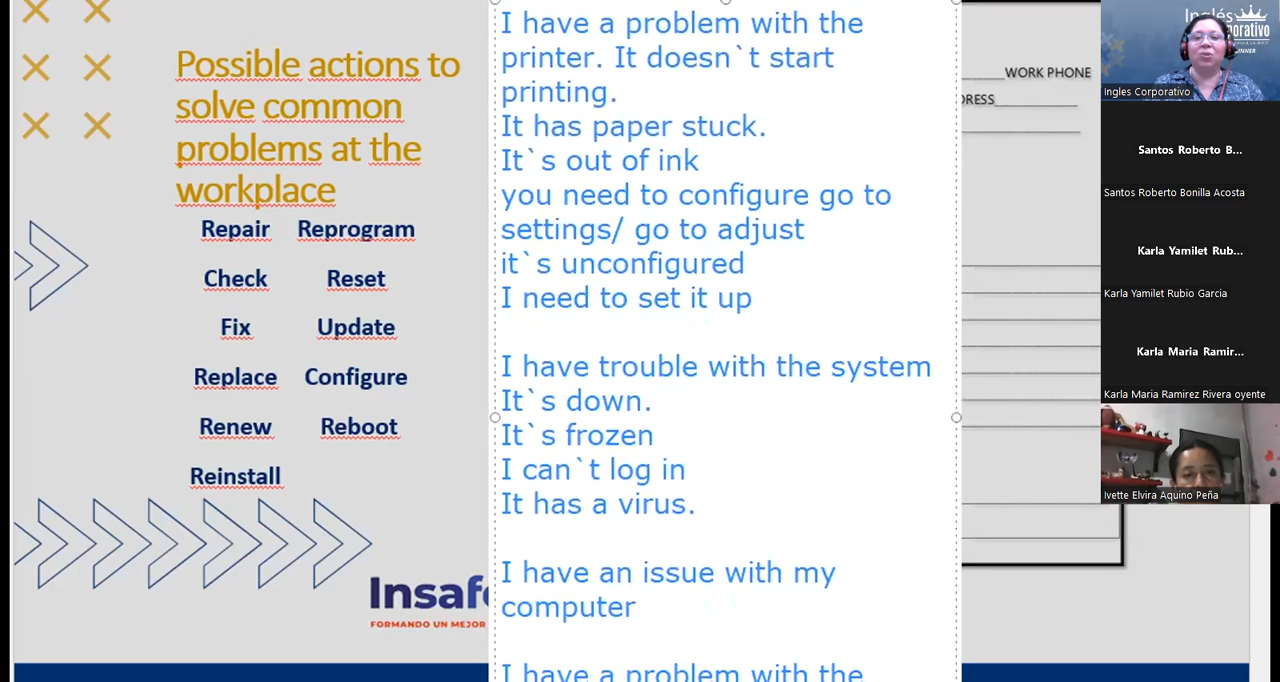 Possible actions to
solve common
problems at the
workplace
Repair Reprogram
Check Reset
Fix Update
Replace Configure
Renew Reboot
Reinstall
FORMANDO UN MEJOR
I have a problem with the
printer. It doesn`t start
printing.
It has paper stuck.
It`s out of ink
you need to configure go to
settings/ go to adjust
it`s unconfigured
I need to set it up
I have trouble with the system
It`s down.
It`s frozen
I can`t log in
It has a virus.
I have an issue with my
computer
I have a problem with the
WORK PHONE
Ingles Corporativo
Santos Roberto B...
Santos Roberto Bonilla Acosta
Karla Yamilet Rub...
Karla Yamilet Rubio Garcia
Karla Maria Ramir...
Karla Maria Ramirez Rivera oyente
Ivette Elvira Aquino Peña